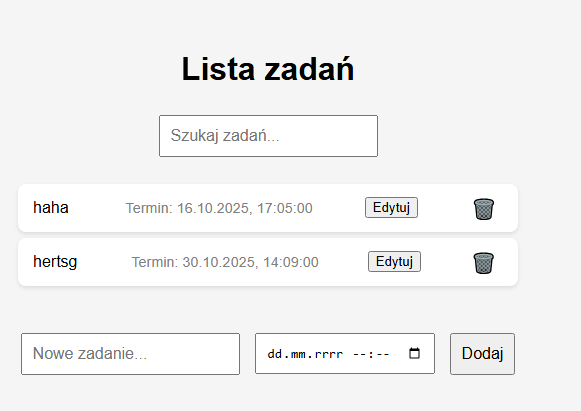 Lista zadań
Szukaj zadań...
haha Termin: 16.10.2025, 17:05:00 Edytuj
hertsg Termin: 30.10.2025, 14:09:00 Edytuj
Nowe zadanie... dd.mm.rrrr --:-- Dodaj